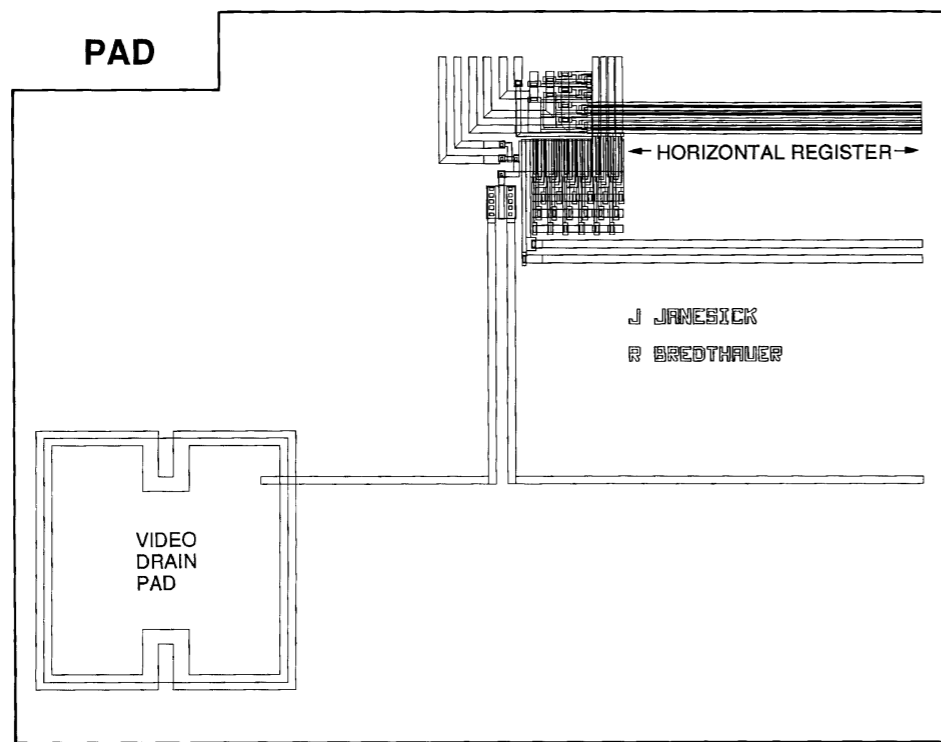 PAD
HORIZONTAL REGISTER
J JANESICK
R BREDTHAUER
VIDEO
DRAIN
PAD